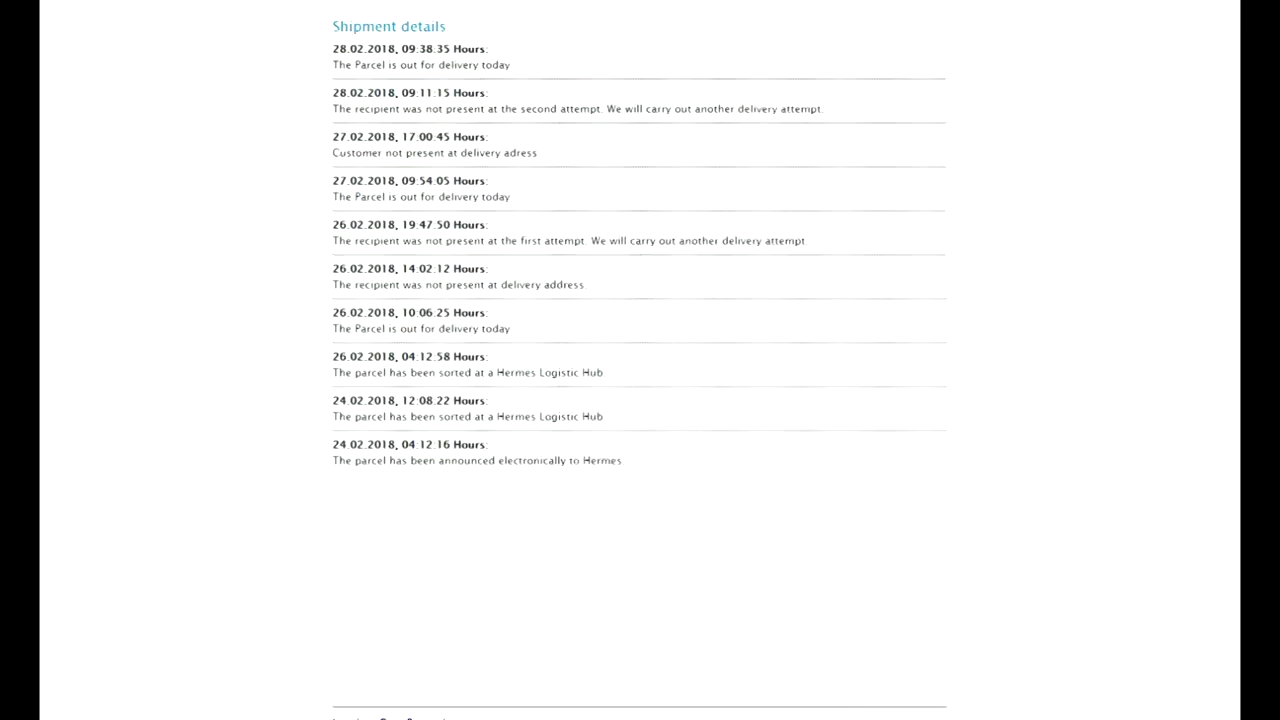 Shipment details
28.02.2018, 09:38:35 Hours:
The Parcel is out for delivery today
28.02.2018, 09:11:15 Hours:
The recipient was not present at the second attempt. We will carry out another delivery attempt.
27.02.2018, 17:00:45 Hours:
Customer not present at delivery adress
27.02.2018, 09:54:05 Hours:
The Parcel is out for delivery today
26.02.2018, 19:47:50 Hours:
The recipient was not present at the first attempt. We will carry out another delivery attempt
26.02.2018, 14:02:12 Hours:
The recipient was not present at delivery address.
26.02.2018, 10:06:25 Hours:
The Parcel is out for delivery today
26.02.2018, 04:12:58 Hours:
The parcel has been sorted at a Hermes Logistic Hub
24.02.2018, 12:08:22 Hours:
The parcel has been sorted at a Hermes Logistic Hub
24.02.2018, 04:12:16 Hours:
The parcel has been announced electronically to Hermes